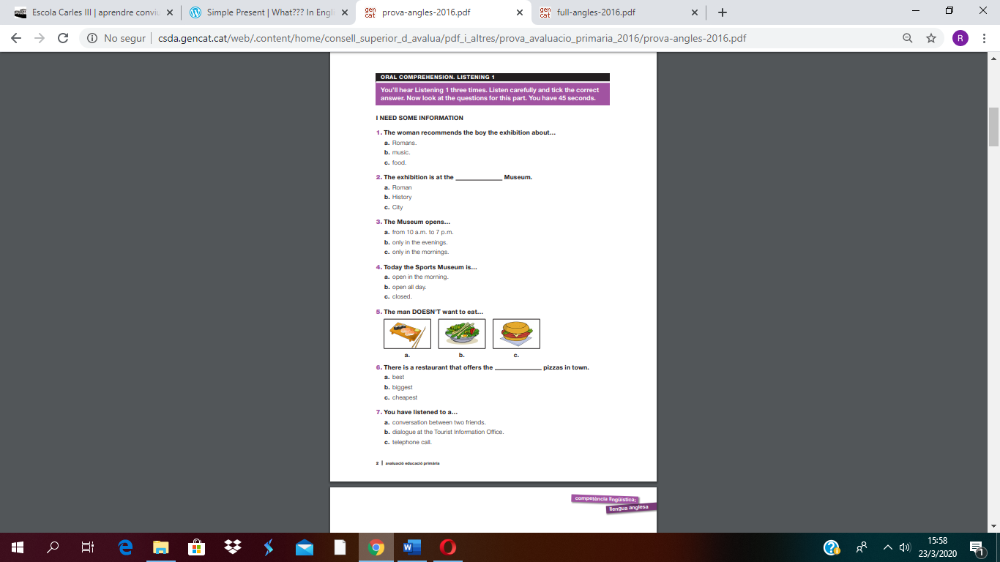 Escola Carles III | aprendre conviu
Simple Present | What??? In Engli
prova-angles-2016.pdf
full-angles-2016.pdf
No segur
csda.gencat.cat/web/.content/home/consell_superior_d_avalua/pdf_i_altres/prova_avaluacio_primaria_2016/prova-angles-2016.pdf
R
ORAL COMPREHENSION. LISTENING 1
You'll hear Listening 1 three times. Listen carefully and tick the correct
answer. Now look at the questions for this part. You have 45 seconds.
I NEED SOME INFORMATION
1. The woman recommends the boy the exhibition about...
a. Romans.
b. music.
c. food.
2. The exhibition is at the ______________ Museum.
a. Roman
b. History
c. City
3. The Museum opens...
a. from 10 a.m. to 7 p.m.
b. only in the evenings.
c. only in the mornings.
4. Today the Sports Museum is...
a. open in the morning.
b. open all day.
c. closed.
5. The man DOESN'T want to eat...
a. b. c.
6. There is a restaurant that offers the ______________ pizzas in town.
a. best
b. biggest
c. cheapest
7. You have listened to a...
a. conversation between two friends.
b. dialogue at the Tourist Information Office.
c. telephone call.
2 | avaluació educació primària
competència lingüística:
llengua anglesa
15:58
23/3/2020
1